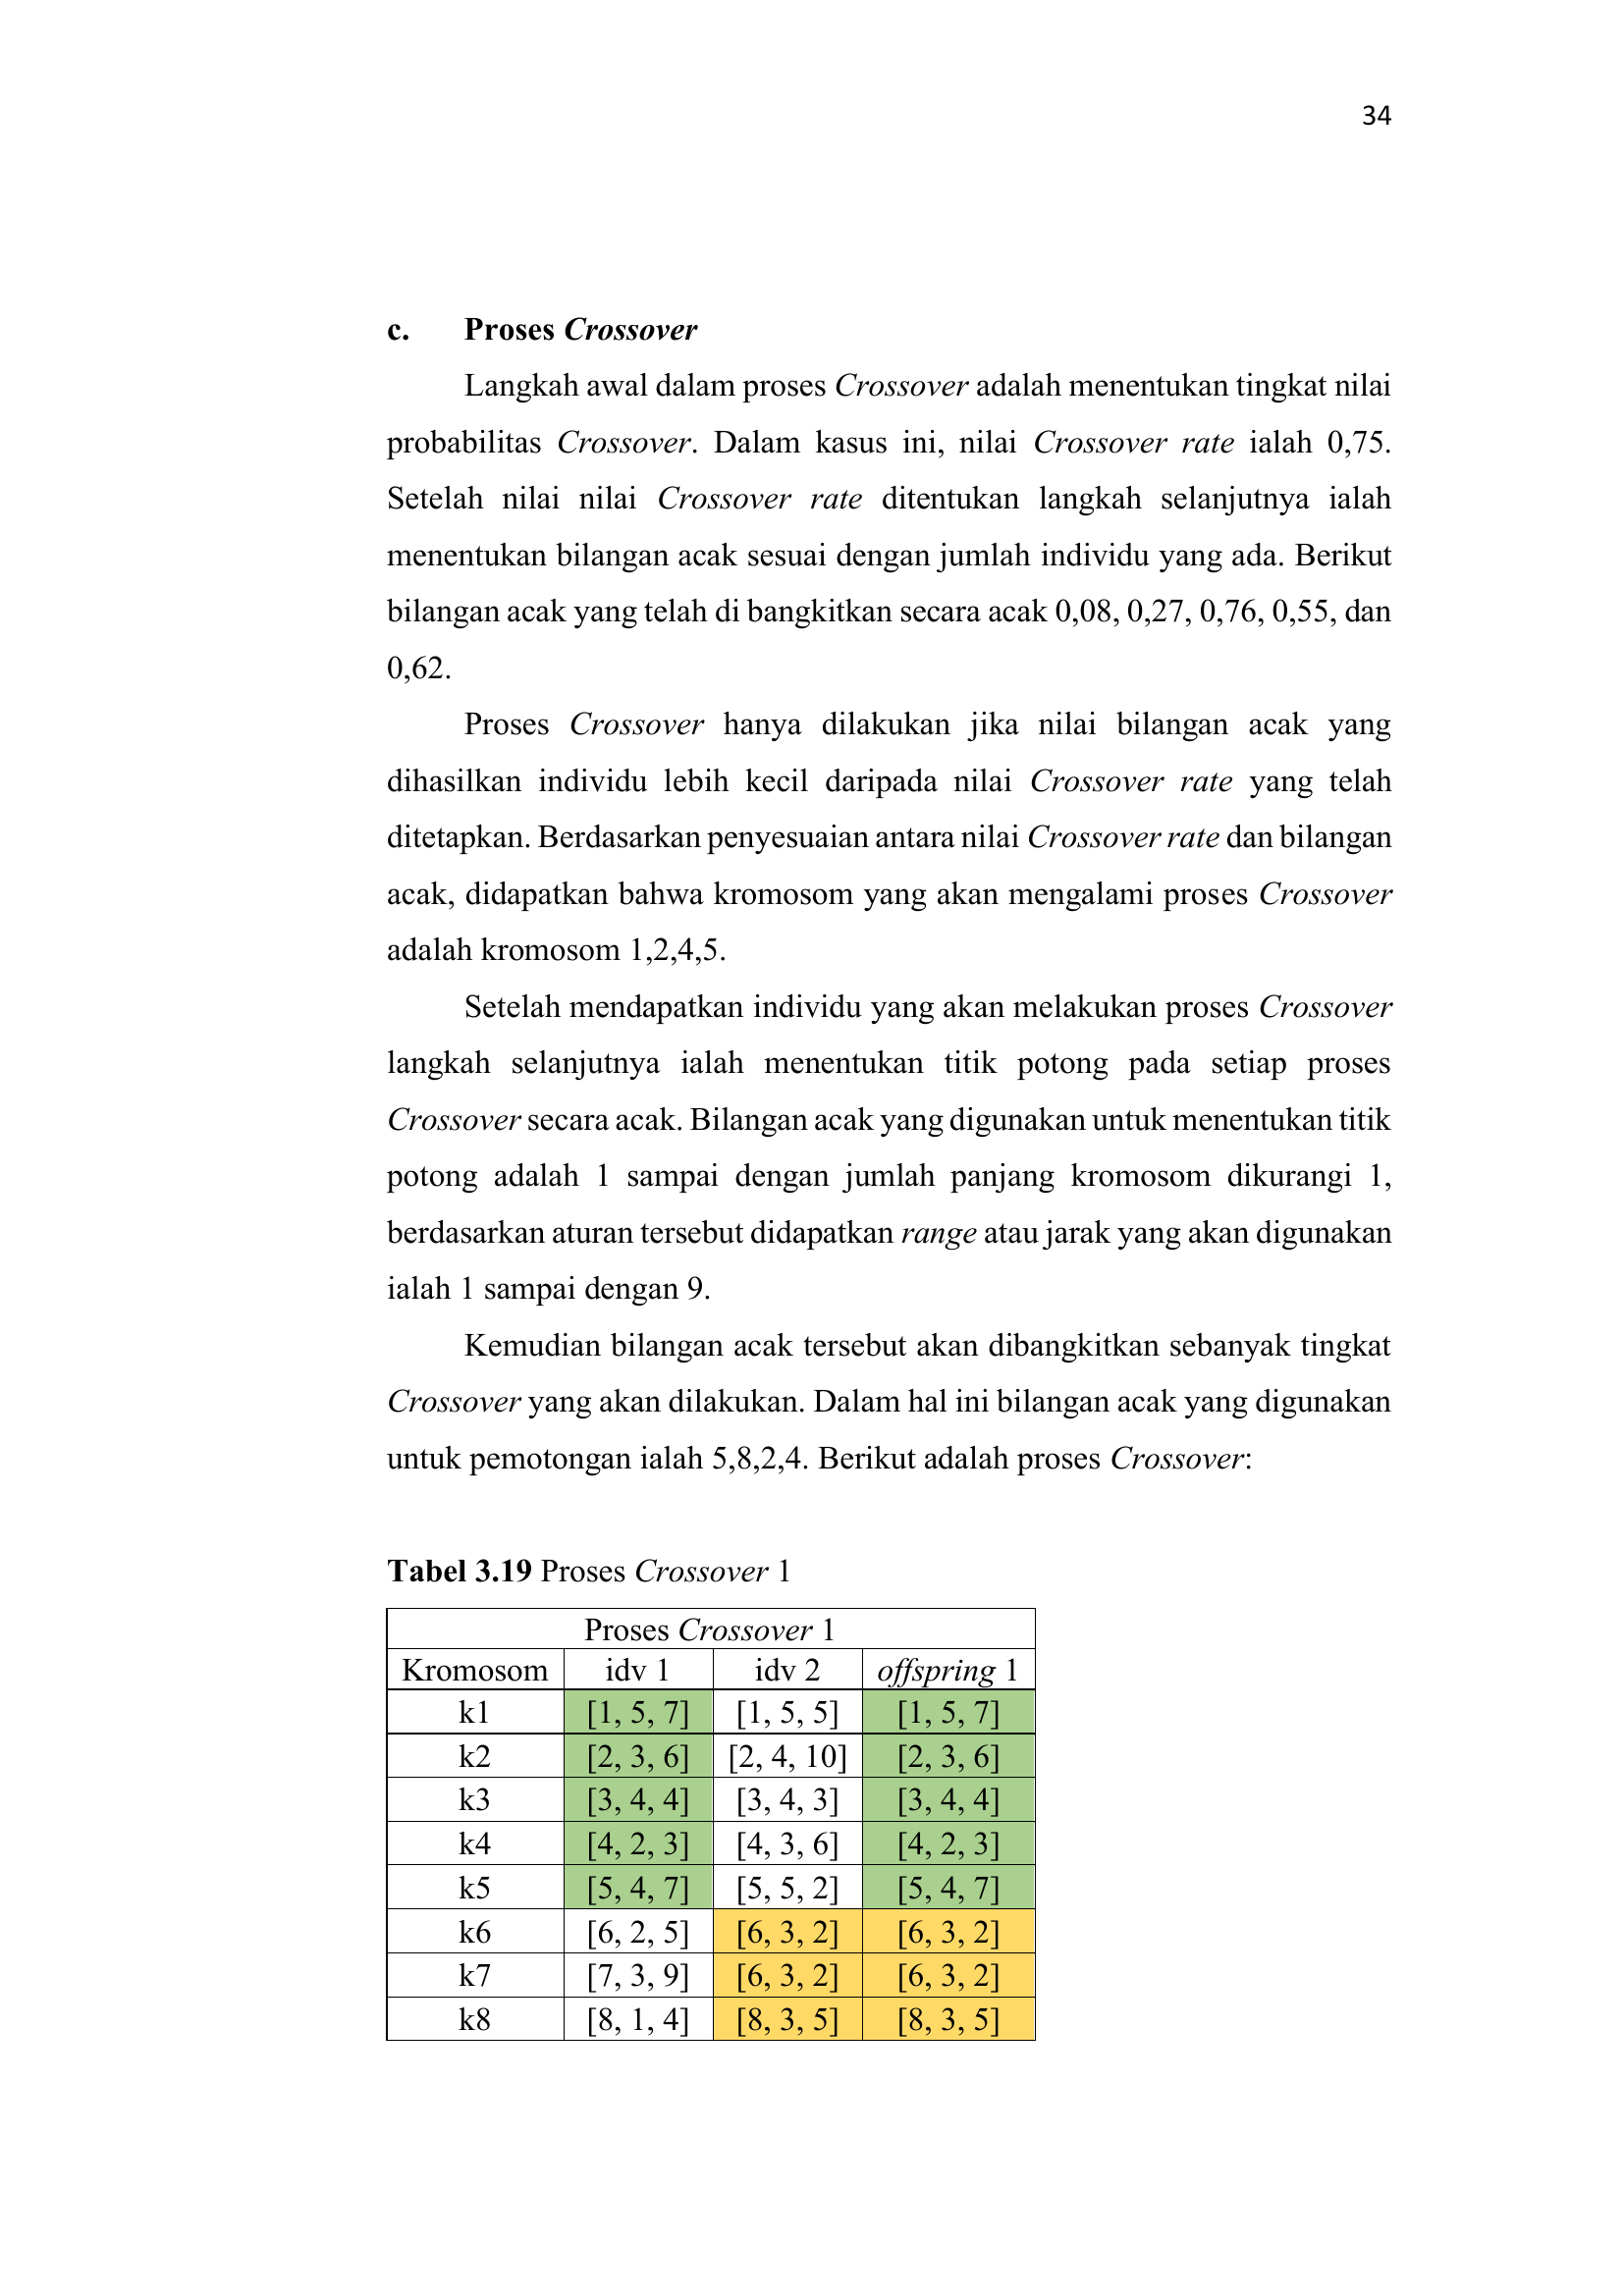 34
c. Proses Crossover
Langkah awal dalam proses Crossover adalah menentukan tingkat nilai
probabilitas Crossover. Dalam kasus ini, nilai Crossover rate ialah 0,75.
Setelah nilai nilai Crossover rate ditentukan langkah selanjutnya ialah
menentukan bilangan acak sesuai dengan jumlah individu yang ada. Berikut
bilangan acak yang telah di bangkitkan secara acak 0,08, 0,27, 0,76, 0,55, dan
0,62.
Proses Crossover hanya dilakukan jika nilai bilangan acak yang
dihasilkan individu lebih kecil daripada nilai Crossover rate yang telah
ditetapkan. Berdasarkan penyesuaian antara nilai Crossover rate dan bilangan
acak, didapatkan bahwa kromosom yang akan mengalami proses Crossover
adalah kromosom 1,2,4,5.
Setelah mendapatkan individu yang akan melakukan proses Crossover
langkah selanjutnya ialah menentukan titik potong pada setiap proses
Crossover secara acak. Bilangan acak yang digunakan untuk menentukan titik
potong adalah 1 sampai dengan jumlah panjang kromosom dikurangi 1,
berdasarkan aturan tersebut didapatkan range atau jarak yang akan digunakan
ialah 1 sampai dengan 9.
Kemudian bilangan acak tersebut akan dibangkitkan sebanyak tingkat
Crossover yang akan dilakukan. Dalam hal ini bilangan acak yang digunakan
untuk pemotongan ialah 5,8,2,4. Berikut adalah proses Crossover:
Tabel 3.19 Proses Crossover 1
Proses Crossover 1
Kromosom idv 1 idv 2 offspring 1
k1 [1, 5, 7] [1, 5, 5] [1, 5, 7]
k2 [2, 3, 6] [2, 4, 10] [2, 3, 6]
k3 [3, 4, 4] [3, 4, 3] [3, 4, 4]
k4 [4, 2, 3] [4, 3, 6] [4, 2, 3]
k5 [5, 4, 7] [5, 5, 2] [5, 4, 7]
k6 [6, 2, 5] [6, 3, 2] [6, 3, 2]
k7 [7, 3, 9] [6, 3, 2] [6, 3, 2]
k8 [8, 1, 4] [8, 3, 5] [8, 3, 5]